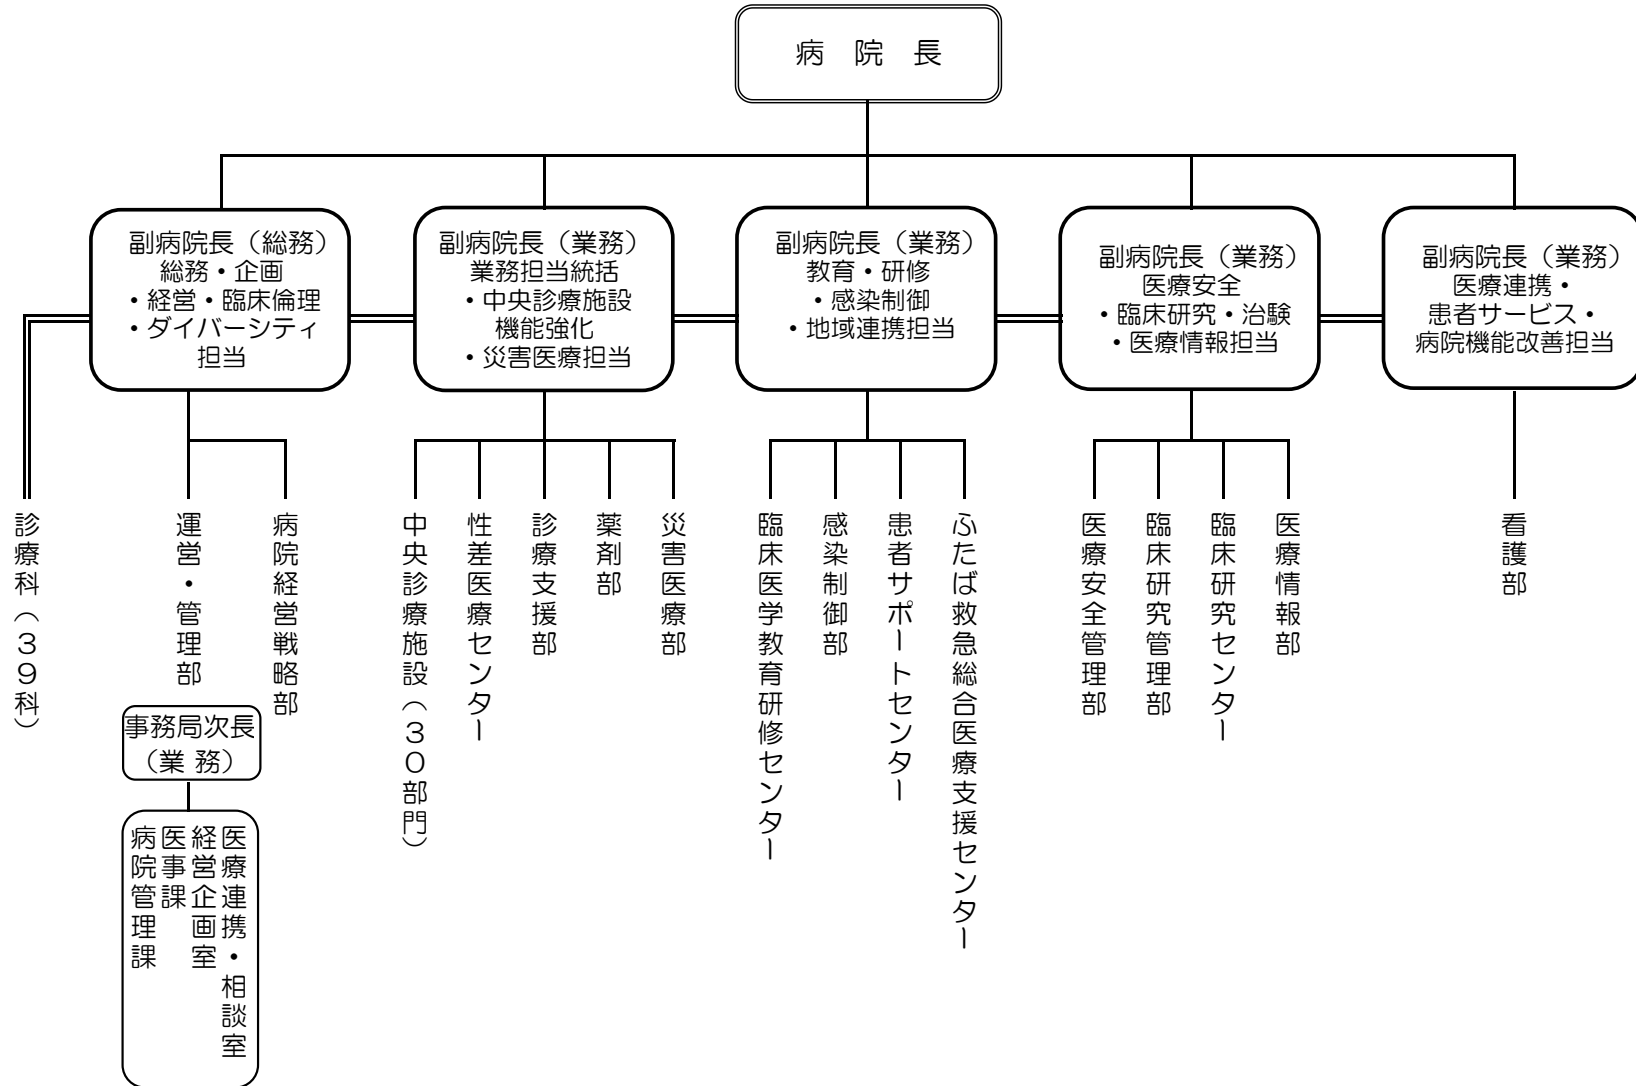 病 院 長
副病院長（総務）
総務・企画
・経営・臨床倫理
・ダイバーシティ
担当
副病院長（業務）
業務担当統括
・中央診療施設
機能強化
・災害医療担当
副病院長（業務）
教育・研修
・感染制御
・地域連携担当
副病院長（業務）
医療安全
・臨床研究・治験
・医療情報担当
副病院長（業務）
医療連携・
患者サービス・
病院機能改善担当
診療科（３９科）
運営・管理部
病院経営戦略部
中央診療施設（３０部門）
性差医療センター
診療支援部
薬剤部
災害医療部
臨床医学教育研修センター
感染制御部
患者サポートセンター
ふたば救急総合医療支援センター
医療安全管理部
臨床研究管理部
臨床研究センター
医療情報部
看護部
事務局次長
（業 務）
医療連携・相談室
経営企画室
医事課
病院管理課